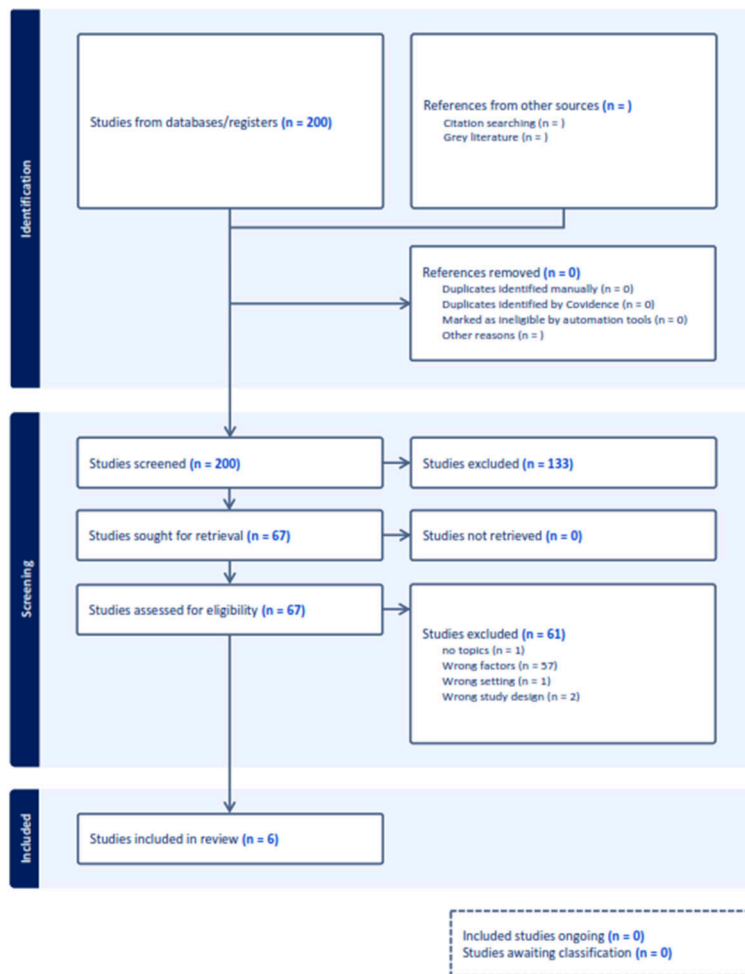 Identification
Studies from databases/registers (n = 200)
References from other sources (n = )
Citation searching (n = )
Grey literature (n = )
References removed (n = 0)
Duplicates identified manually (n = 0)
Duplicates identified by Covidence (n = 0)
Marked as ineligible by automation tools (n = 0)
Other reasons (n = )
Screening
Studies screened (n = 200)
Studies excluded (n = 133)
Studies sought for retrieval (n = 67)
Studies not retrieved (n = 0)
Studies assessed for eligibility (n = 67)
Studies excluded (n = 61)
no topics (n = 1)
Wrong factors (n = 57)
Wrong setting (n = 1)
Wrong study design (n = 2)
Included
Studies included in review (n = 6)
Included studies ongoing (n = 0)
Studies awaiting classification (n = 0)